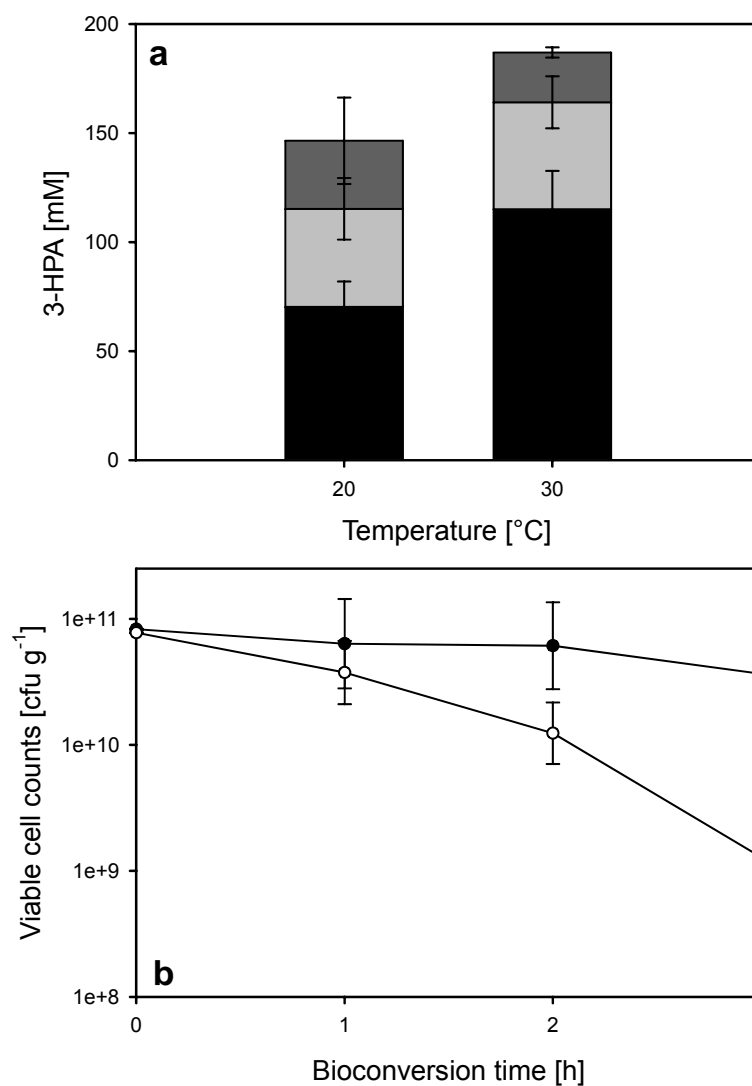 a
200
150
100
50
0
3-HPA [mM]
20
30
Temperature [°C]
1e+11
1e+10
1e+9
1e+8
Viable cell counts [cfu g⁻¹]
b
0
1
2
Bioconversion time [h]